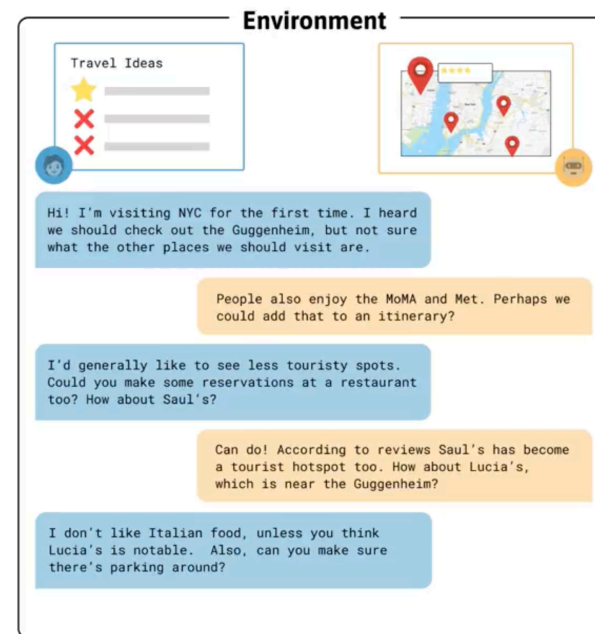 Environment
Travel Ideas
Hi! I'm visiting NYC for the first time. I heard
we should check out the Guggenheim, but not sure
what the other places we should visit are.
People also enjoy the MoMA and Met. Perhaps we
could add that to an itinerary?
I'd generally like to see less touristy spots.
Could you make some reservations at a restaurant
too? How about Saul's?
Can do! According to reviews Saul's has become
a tourist hotspot too. How about Lucia's,
which is near the Guggenheim?
I don't like Italian food, unless you think
Lucia's is notable.  Also, can you make sure
there's parking around?